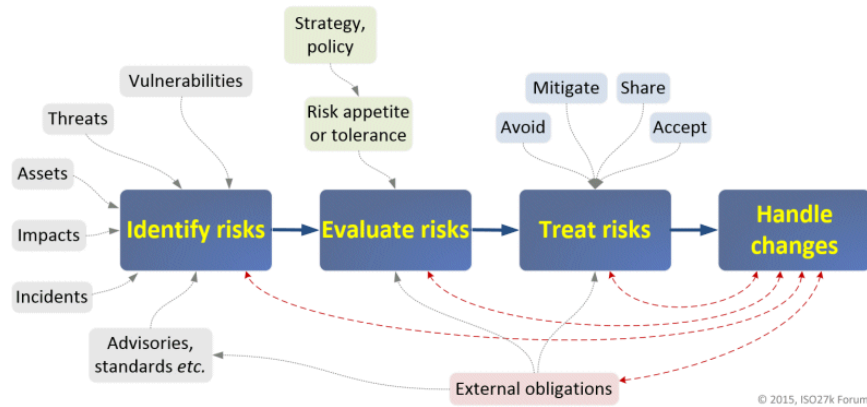 Strategy,
policy
Vulnerabilities
Mitigate
Share
Threats
Risk appetite
or tolerance
Avoid
Accept
Assets
Identify risks
Evaluate risks
Treat risks
Handle
changes
Impacts
Incidents
Advisories,
standards etc.
External obligations
© 2015, ISO27k Forum